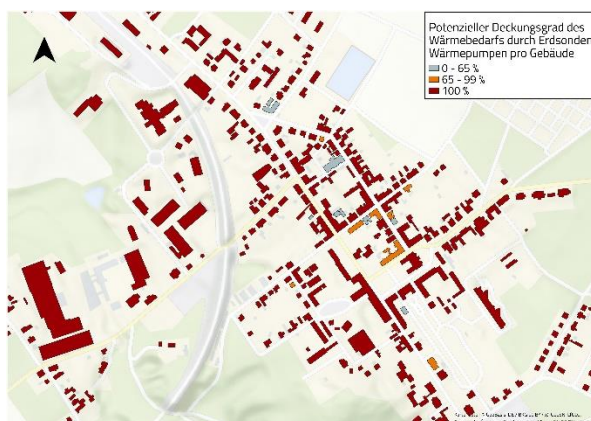 Potenzieller Deckungsgrad des
Wärmebedarfs durch Erdsonden
Wärmepumpen pro Gebäude
0 - 65 %
65 - 99 %
100 %